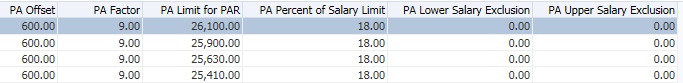 PA Offset PA Factor PA Limit for PAR PA Percent of Salary Limit PA Lower Salary Exclusion PA Upper Salary Exclusion
600.00 9.00 26,100.00 18.00 0.00 0.00
600.00 9.00 25,900.00 18.00 0.00 0.00
600.00 9.00 25,630.00 18.00 0.00 0.00
600.00 9.00 25,410.00 18.00 0.00 0.00